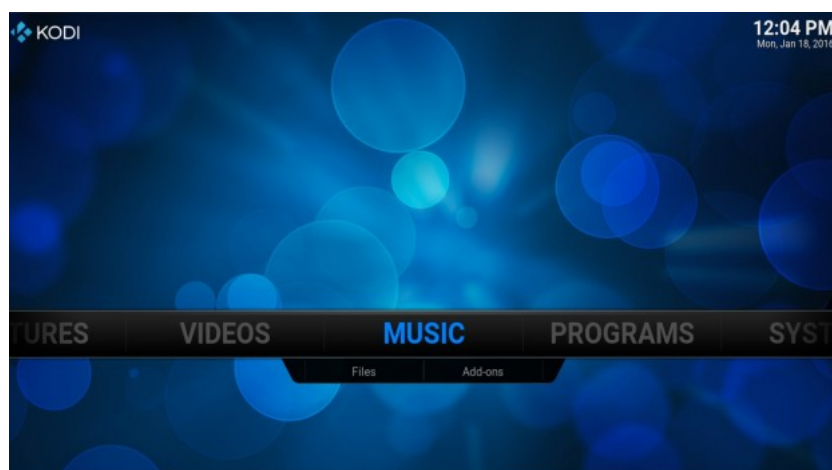 KODI
12:04 PM
Mon, Jan 18, 2016
TURES VIDEOS MUSIC PROGRAMS SYST
Files Add-ons